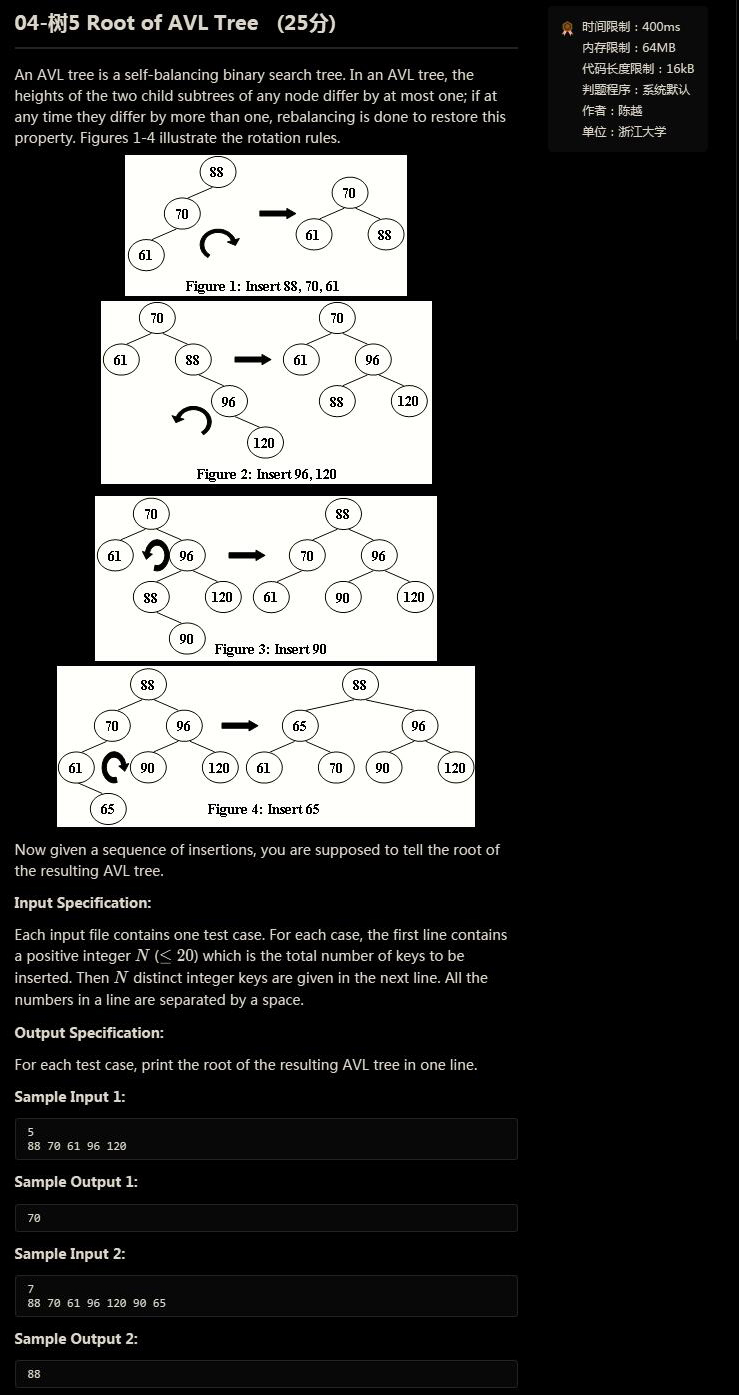 04-树5 Root of AVL Tree (25分)
时间限制：400ms
内存限制：64MB
代码长度限制：16kB
判题程序：系统默认
作者：陈越
单位：浙江大学
An AVL tree is a self-balancing binary search tree. In an AVL tree, the
heights of the two child subtrees of any node differ by at most one; if at
any time they differ by more than one, rebalancing is done to restore this
property. Figures 1-4 illustrate the rotation rules.
88
70
70
61
61
88
Figure 1: Insert 88, 70, 61
70
70
61
88
61
96
96
88
120
120
Figure 2: Insert 96, 120
70
88
61
96
70
96
88
120
61
90
120
90
Figure 3: Insert 90
88
88
70
96
65
96
61
90
120
61
70
90
120
65
Figure 4: Insert 65
Now given a sequence of insertions, you are supposed to tell the root of
the resulting AVL tree.
Input Specification:
Each input file contains one test case. For each case, the first line contains
a positive integer N (≤ 20) which is the total number of keys to be
inserted. Then N distinct integer keys are given in the next line. All the
numbers in a line are separated by a space.
Output Specification:
For each test case, print the root of the resulting AVL tree in one line.
Sample Input 1:
5
88 70 61 96 120
Sample Output 1:
70
Sample Input 2:
7
88 70 61 96 120 90 65
Sample Output 2:
88